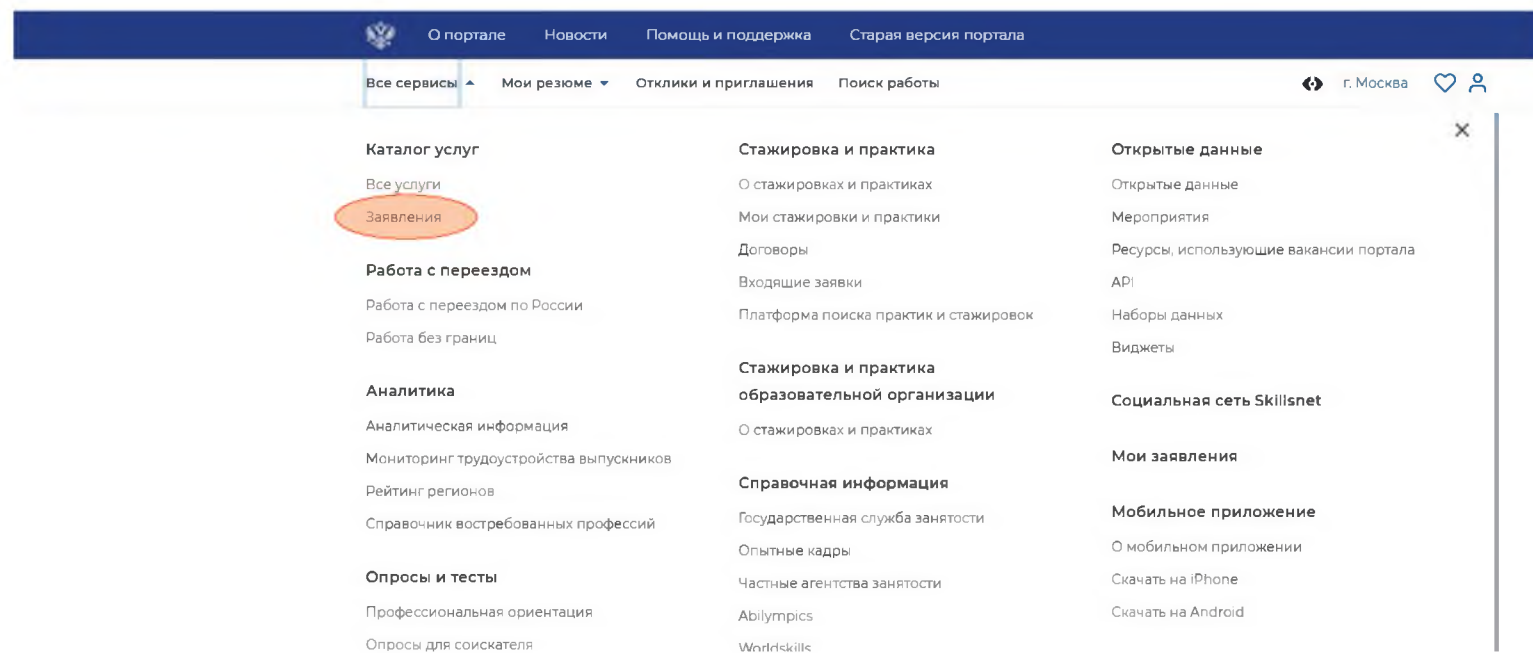 О портале Новости Помощь и поддержка Старая версия портала
Все сервисы Мои резюме Отклики и приглашения Поиск работы г. Москва
Каталог услуг
Все услуги
Заявления
Работа с переездом
Работа с переездом по России
Работа без границ
Аналитика
Аналитическая информация
Мониторинг трудоустройства выпускников
Рейтинг регионов
Справочник востребованных профессий
Опросы и тесты
Профессиональная ориентация
Опросы для соискателя
Стажировка и практика
О стажировках и практиках
Мои стажировки и практики
Договоры
Входящие заявки
Платформа поиска практик и стажировок
Стажировка и практика
образовательной организации
О стажировках и практиках
Справочная информация
Государственная служба занятости
Опытные кадры
Частные агентства занятости
Abilympics
Worldskills
Открытые данные
Открытые данные
Мероприятия
Ресурсы, использующие вакансии портала
API
Наборы данных
Виджеты
Социальная сеть Skillsnet
Мои заявления
Мобильное приложение
О мобильном приложении
Скачать на iPhone
Скачать на Android